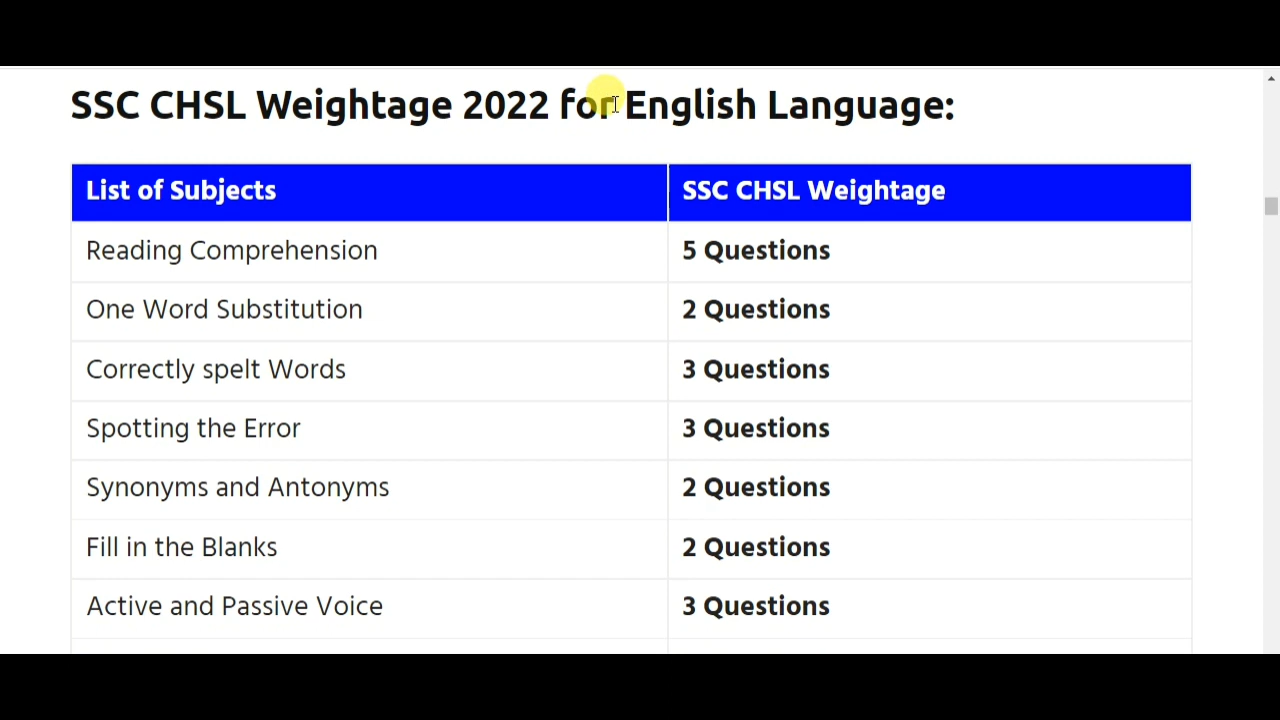 SSC CHSL Weightage 2022 for English Language:
List of Subjects SSC CHSL Weightage
Reading Comprehension 5 Questions
One Word Substitution 2 Questions
Correctly spelt Words 3 Questions
Spotting the Error 3 Questions
Synonyms and Antonyms 2 Questions
Fill in the Blanks 2 Questions
Active and Passive Voice 3 Questions